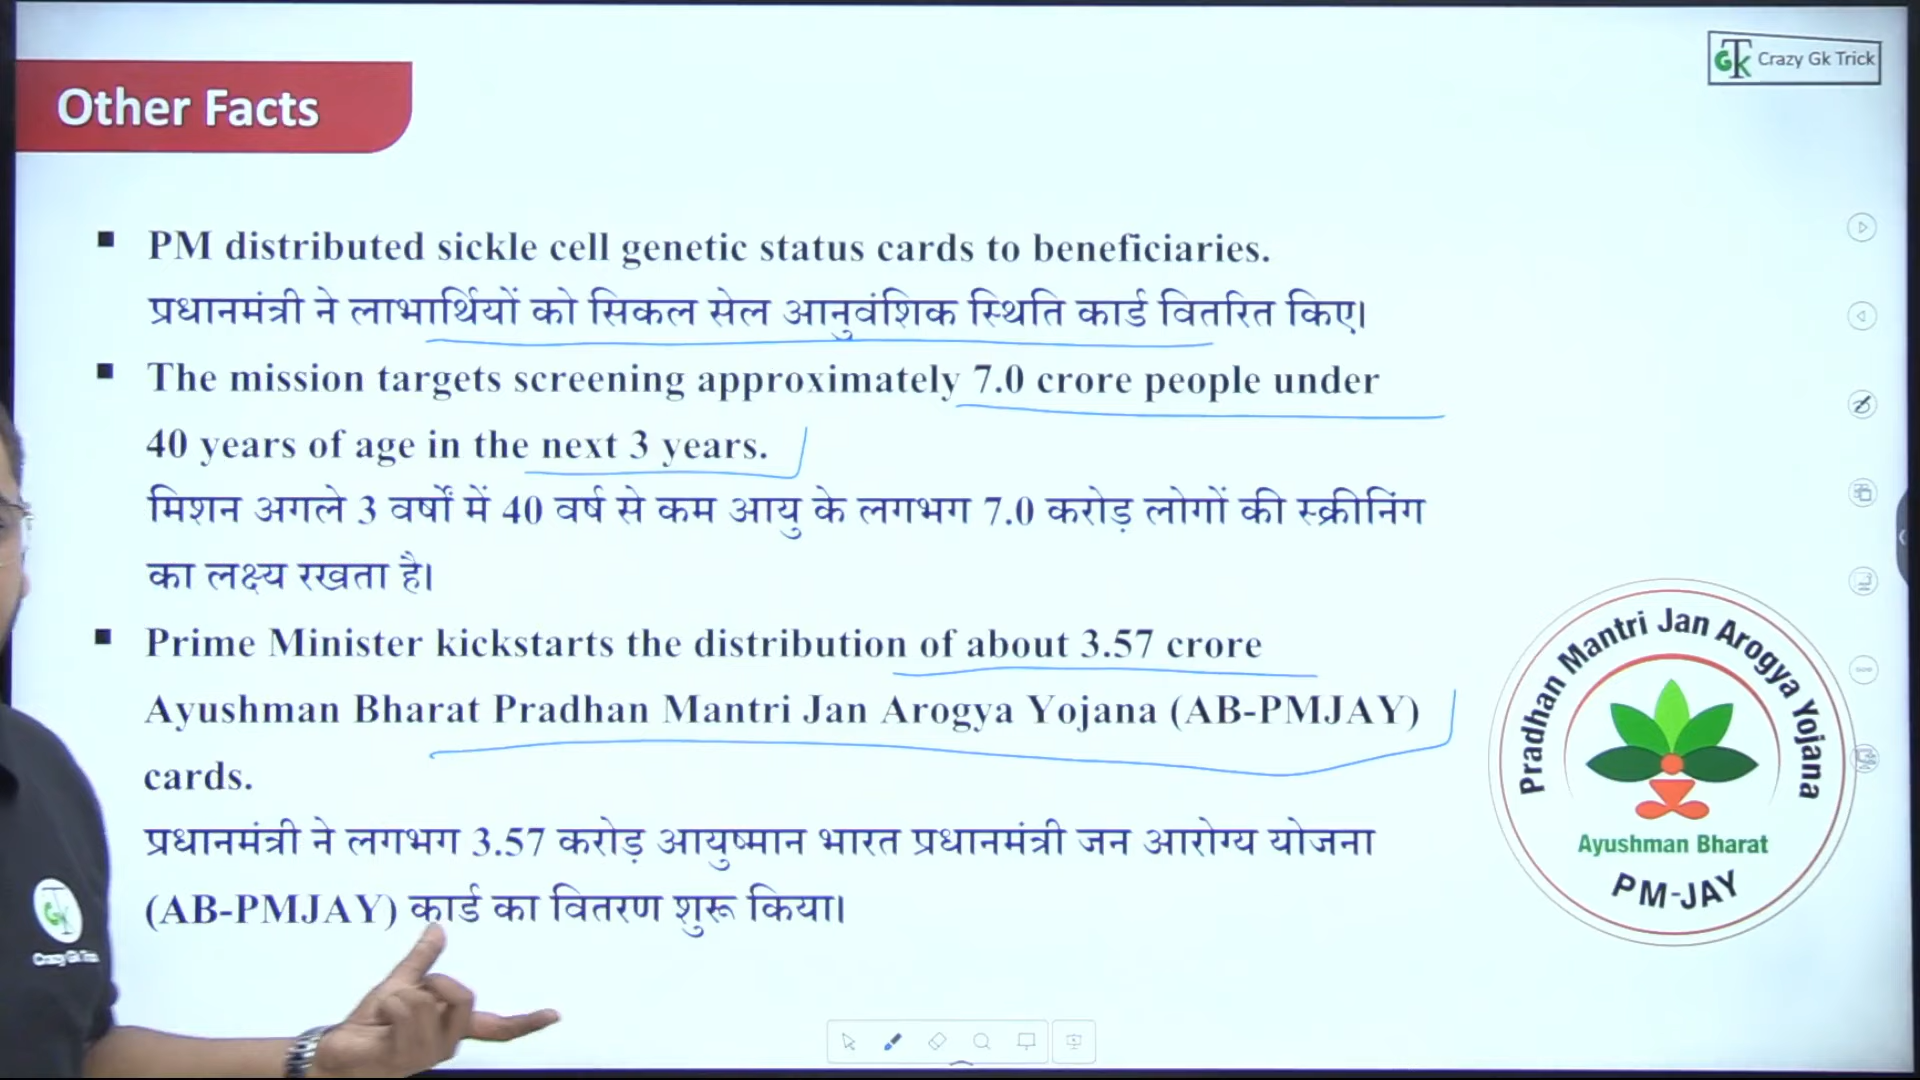 Crazy Gk Trick
Other Facts
PM distributed sickle cell genetic status cards to beneficiaries.
प्रधानमंत्री ने लाभार्थियों को सिकल सेल आनुवंशिक स्थिति कार्ड वितरित किए।
The mission targets screening approximately 7.0 crore people under
40 years of age in the next 3 years.
मिशन अगले 3 वर्षों में 40 वर्ष से कम आयु के लगभग 7.0 करोड़ लोगों की स्क्रीनिंग
का लक्ष्य रखता है।
Prime Minister kickstarts the distribution of about 3.57 crore
Ayushman Bharat Pradhan Mantri Jan Arogya Yojana (AB-PMJAY)
cards.
प्रधानमंत्री ने लगभग 3.57 करोड़ आयुष्मान भारत प्रधानमंत्री जन आरोग्य योजना
(AB-PMJAY) कार्ड का वितरण शुरू किया।
Pradhan Mantri Jan Arogya Yojana
Ayushman Bharat
PM-JAY
Crazy Gk Trick